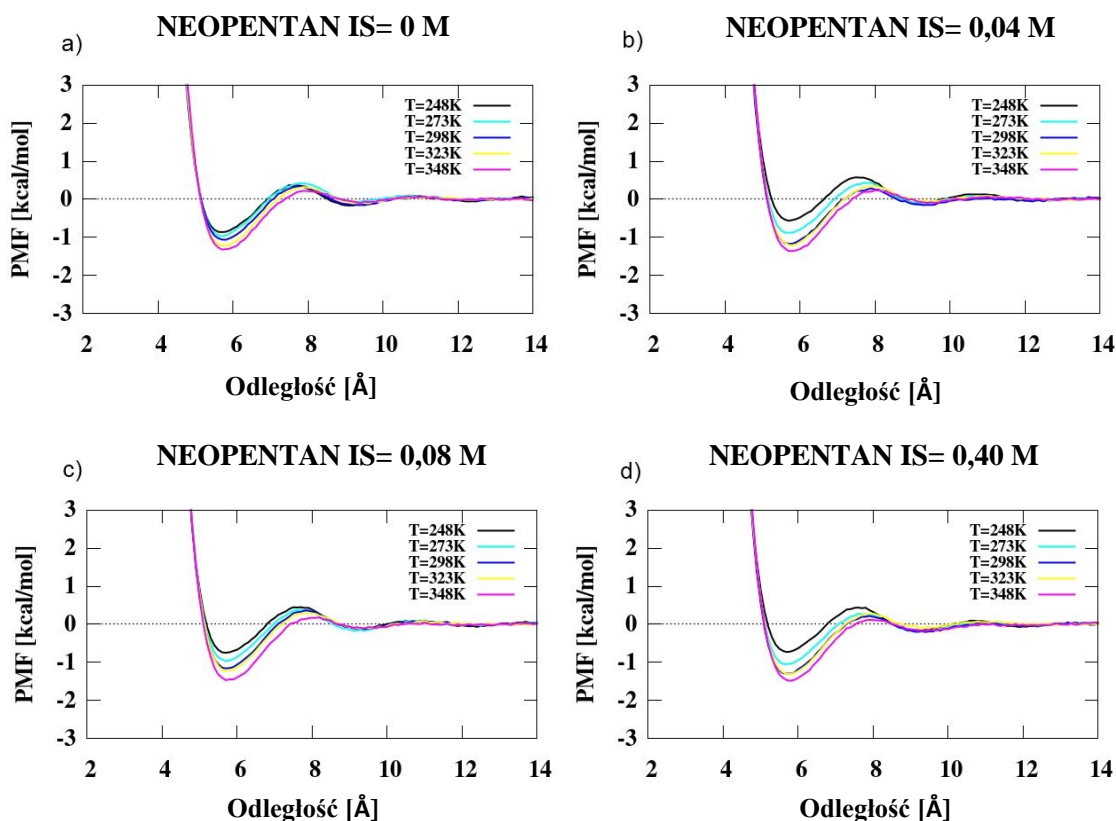 NEOPENTAN IS= 0 M
a)
3
2
1
0
-1
-2
-3
PMF [kcal/mol]
T=248K
T=273K
T=298K
T=323K
T=348K
2 4 6 8 10 12 14
Odległość [Å]
NEOPENTAN IS= 0,04 M
b)
3
2
1
0
-1
-2
-3
PMF [kcal/mol]
T=248K
T=273K
T=298K
T=323K
T=348K
2 4 6 8 10 12 14
Odległość [Å]
NEOPENTAN IS= 0,08 M
c)
3
2
1
0
-1
-2
-3
PMF [kcal/mol]
T=248K
T=273K
T=298K
T=323K
T=348K
2 4 6 8 10 12 14
Odległość [Å]
NEOPENTAN IS= 0,40 M
d)
3
2
1
0
-1
-2
-3
PMF [kcal/mol]
T=248K
T=273K
T=298K
T=323K
T=348K
2 4 6 8 10 12 14
Odległość [Å]